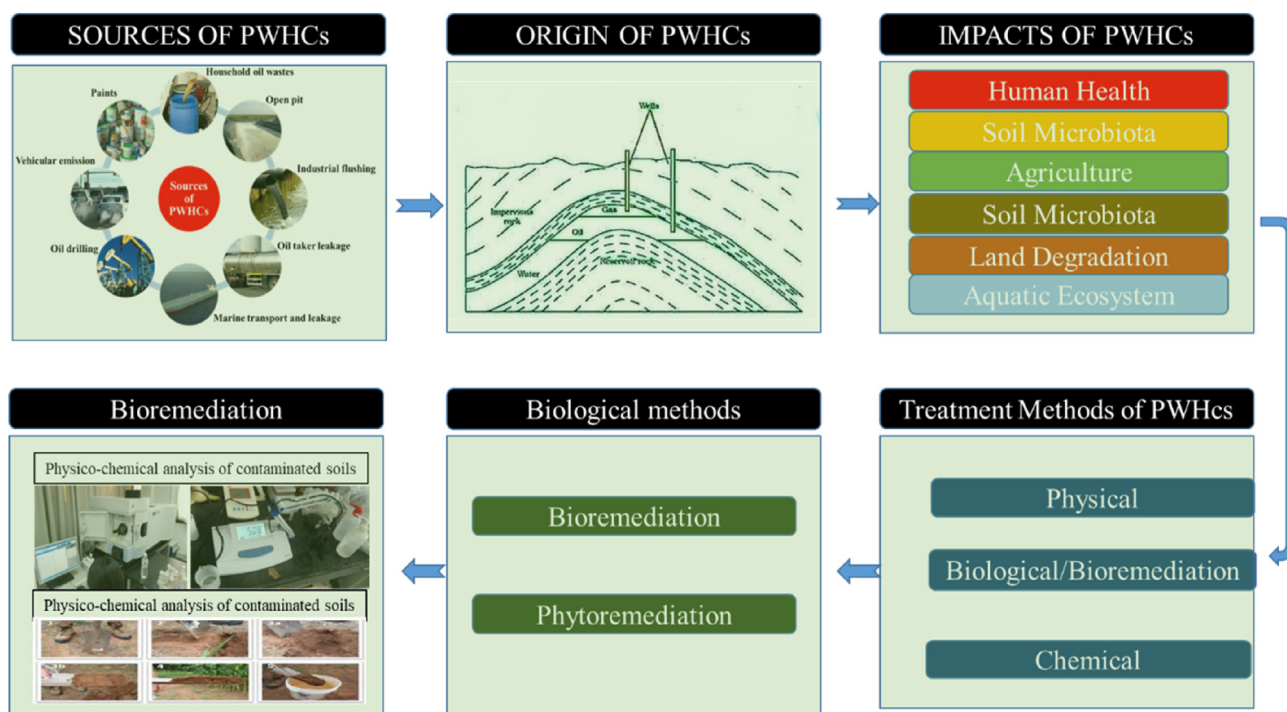 SOURCES OF PWHCs
Household oil wastes
Paints
Open pit
Vehicular emission
Industrial flushing
Sources
of
PWHCs
Oil drilling
Oil taker leakage
Marine transport and leakage
ORIGIN OF PWHCs
Wells
Impervious
rock
Gas
Oil
Water
Reservoil rock
IMPACTS OF PWHCs
Human Health
Soil Microbiota
Agriculture
Soil Microbiota
Land Degradation
Aquatic Ecosystem
Treatment Methods of PWHcs
Physical
Biological/Bioremediation
Chemical
Biological methods
Bioremediation
Phytoremediation
Bioremediation
Physico-chemical analysis of contaminated soils
Physico-chemical analysis of contaminated soils